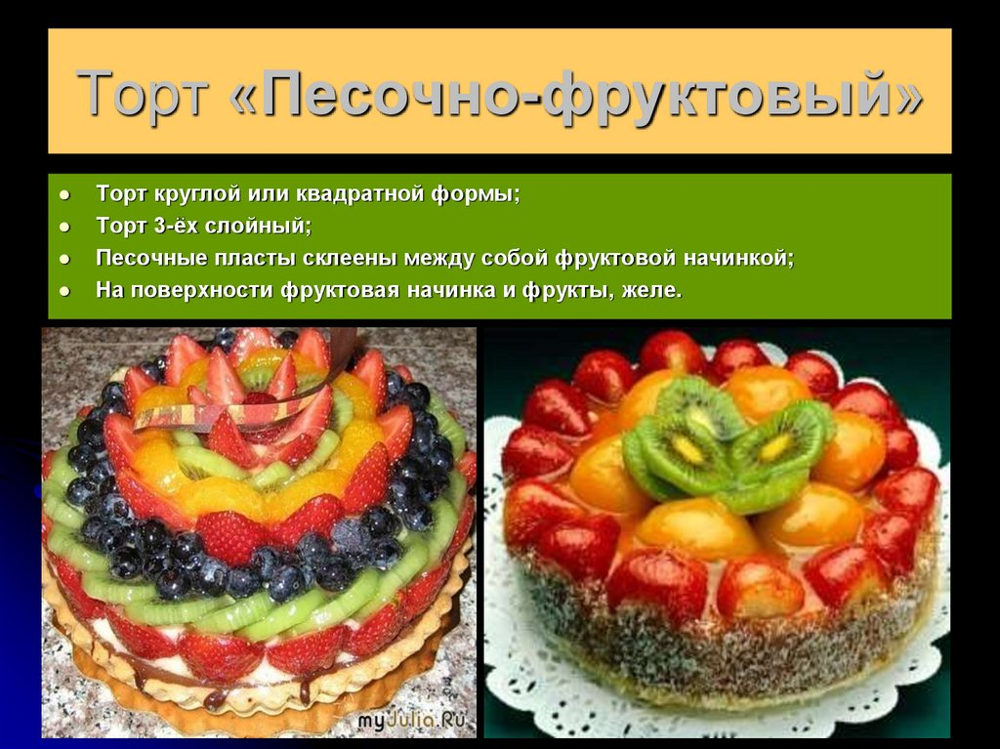 Торт «Песочно-фруктовый»
Торт круглой или квадратной формы;
Торт 3-ёх слойный;
Песочные пласты склеены между собой фруктовой начинкой;
На поверхности фруктовая начинка и фрукты, желе.
myJulia.Ru